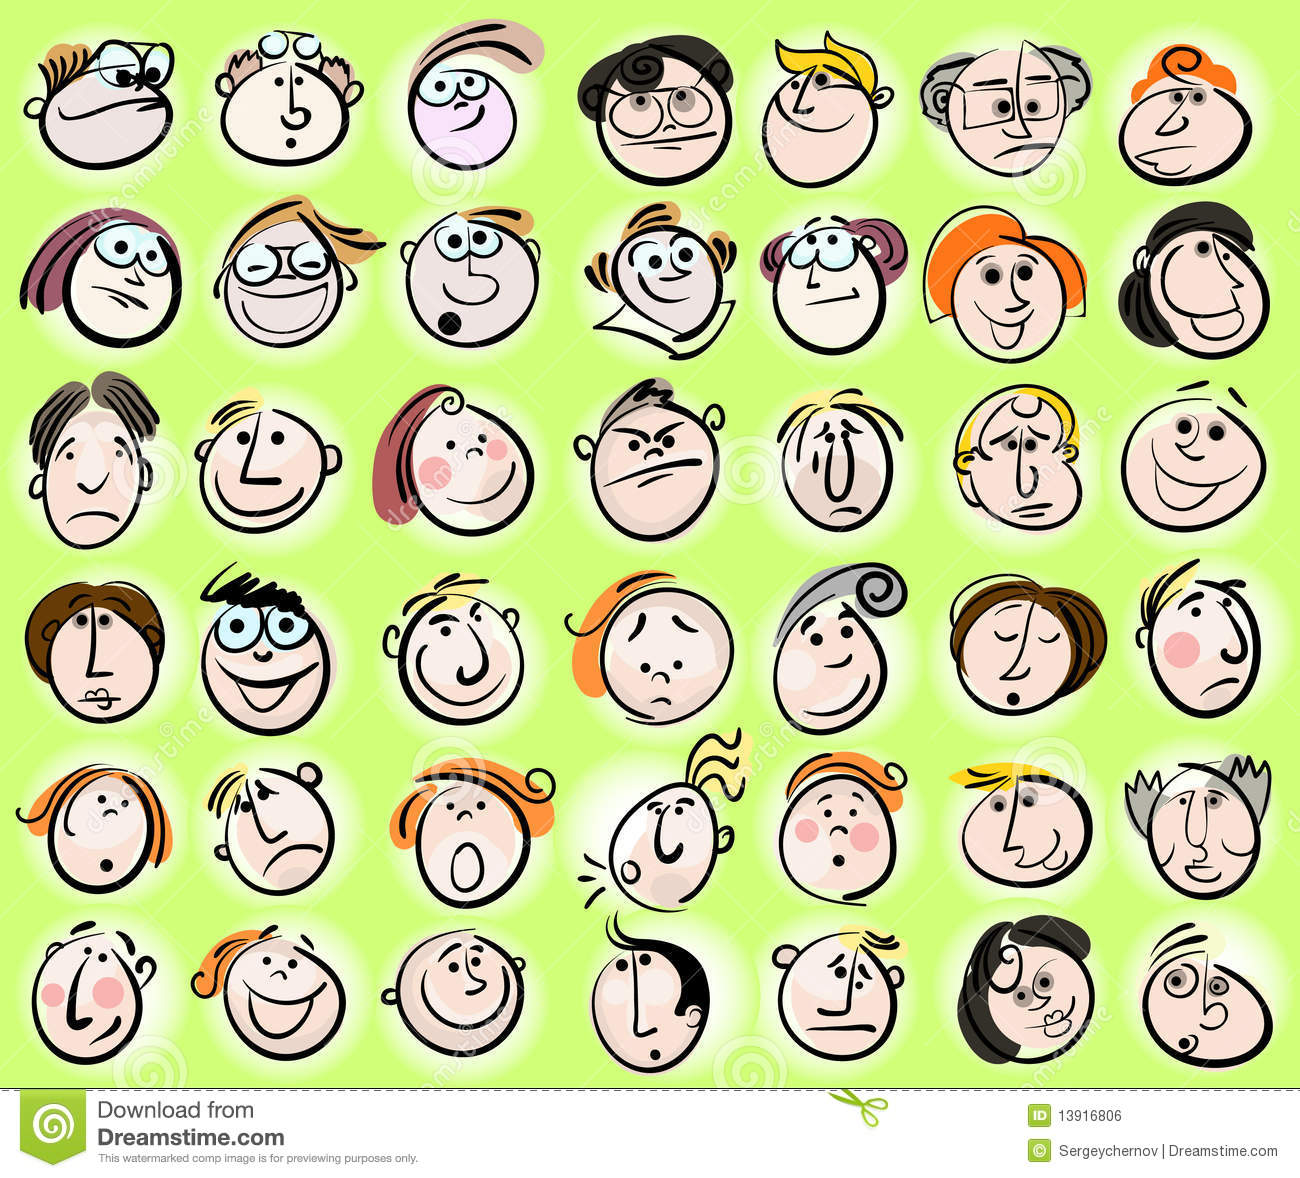 Download from
Dreamstime.com
This watermarked comp image is for previewing purposes only.
ID 13916806
© Sergeychernov | Dreamstime.com